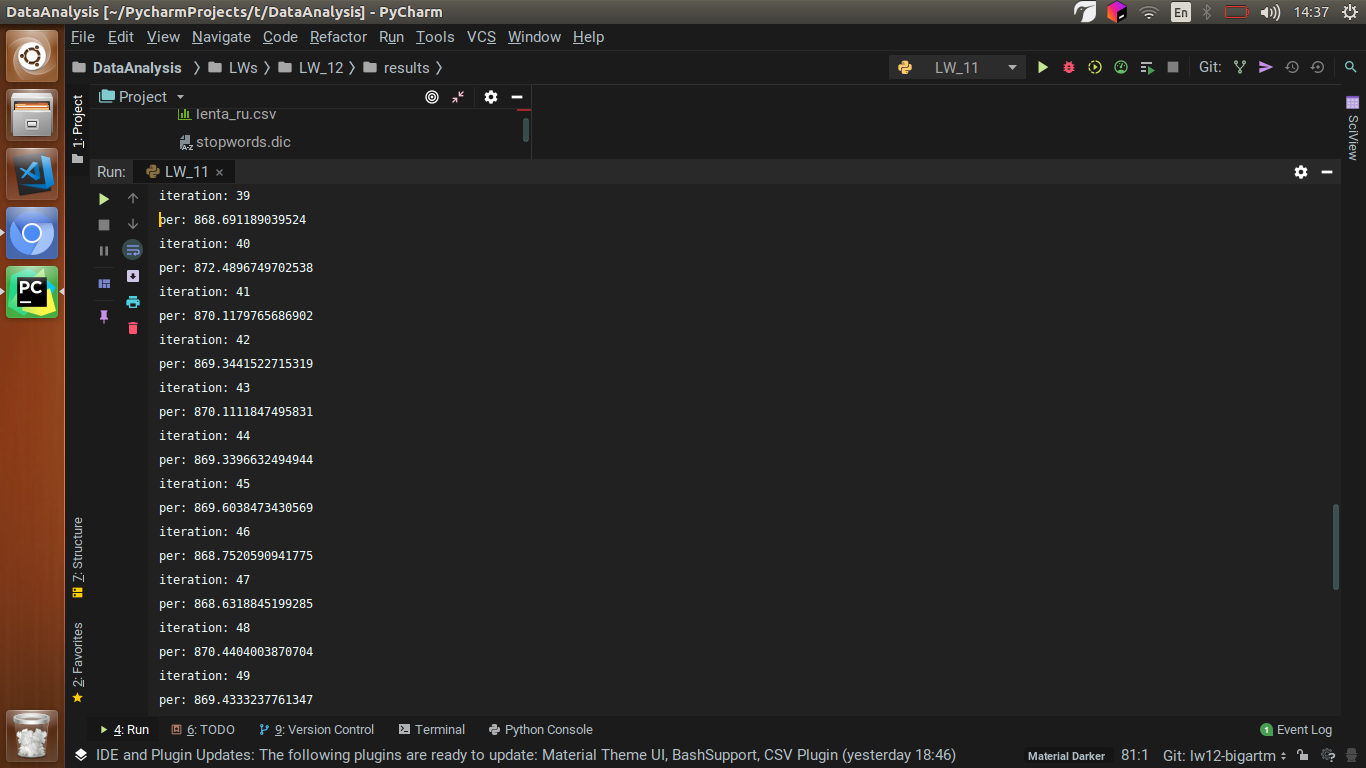 DataAnalysis [~/PycharmProjects/t/DataAnalysis] - PyCharm
En
14:37
File Edit View Navigate Code Refactor Run Tools VCS Window Help
DataAnalysis LWs LW_12 results
LW_11
Git:
1: Project
Project
lenta_ru.csv
A-Z stopwords.dic
SciView
Run: LW_11
iteration: 39
per: 868.691189039524
iteration: 40
per: 872.4896749702538
iteration: 41
per: 870.1179765686902
iteration: 42
per: 869.3441522715319
iteration: 43
per: 870.1111847495831
iteration: 44
per: 869.3396632494944
iteration: 45
per: 869.6038473430569
iteration: 46
per: 868.7520590941775
iteration: 47
per: 868.6318845199285
iteration: 48
per: 870.4404003870704
iteration: 49
per: 869.4333237761347
PC
7: Structure
2: Favorites
4: Run 6: TODO 9: Version Control Terminal Python Console
1 Event Log
IDE and Plugin Updates: The following plugins are ready to update: Material Theme UI, BashSupport, CSV Plugin (yesterday 18:46)
Material Darker 81:1 Git: lw12-bigartm